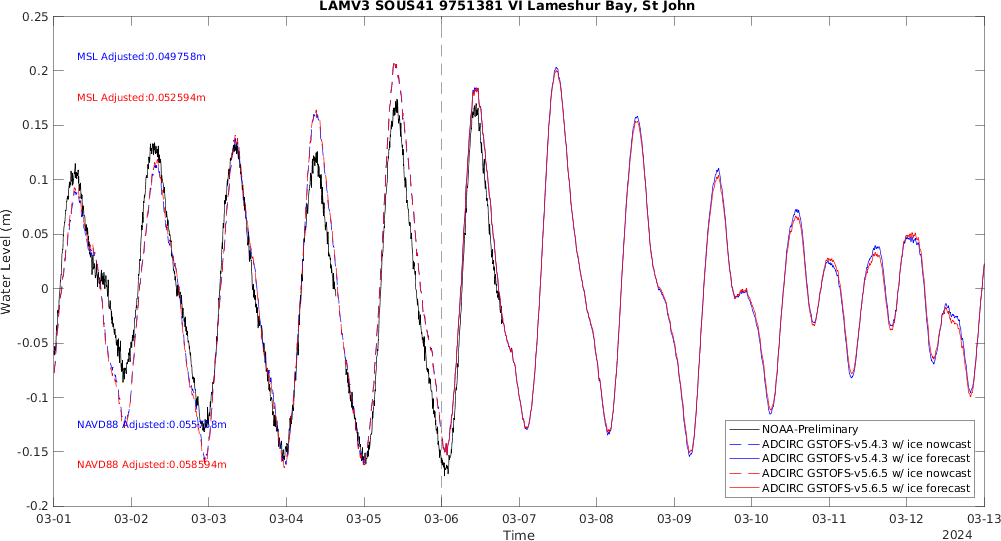 LAMV3 SOUS41 9751381 VI Lameshur Bay, St John
0.25
0.2
0.15
0.1
0.05
0
-0.05
-0.1
-0.15
-0.2
Water Level (m)
MSL Adjusted:0.049758m
MSL Adjusted:0.052594m
NAVD88 Adjusted:
NAVD88 Adjusted:0.058594m
NOAA-Preliminary
ADCIRC GSTOFS-v5.4.3 w/ ice nowcast
ADCIRC GSTOFS-v5.4.3 w/ ice forecast
ADCIRC GSTOFS-v5.6.5 w/ ice nowcast
ADCIRC GSTOFS-v5.6.5 w/ ice forecast
03-01 03-02 03-03 03-04 03-05 03-06 03-07 03-08 03-09 03-10 03-11 03-12 03-13
Time
2024